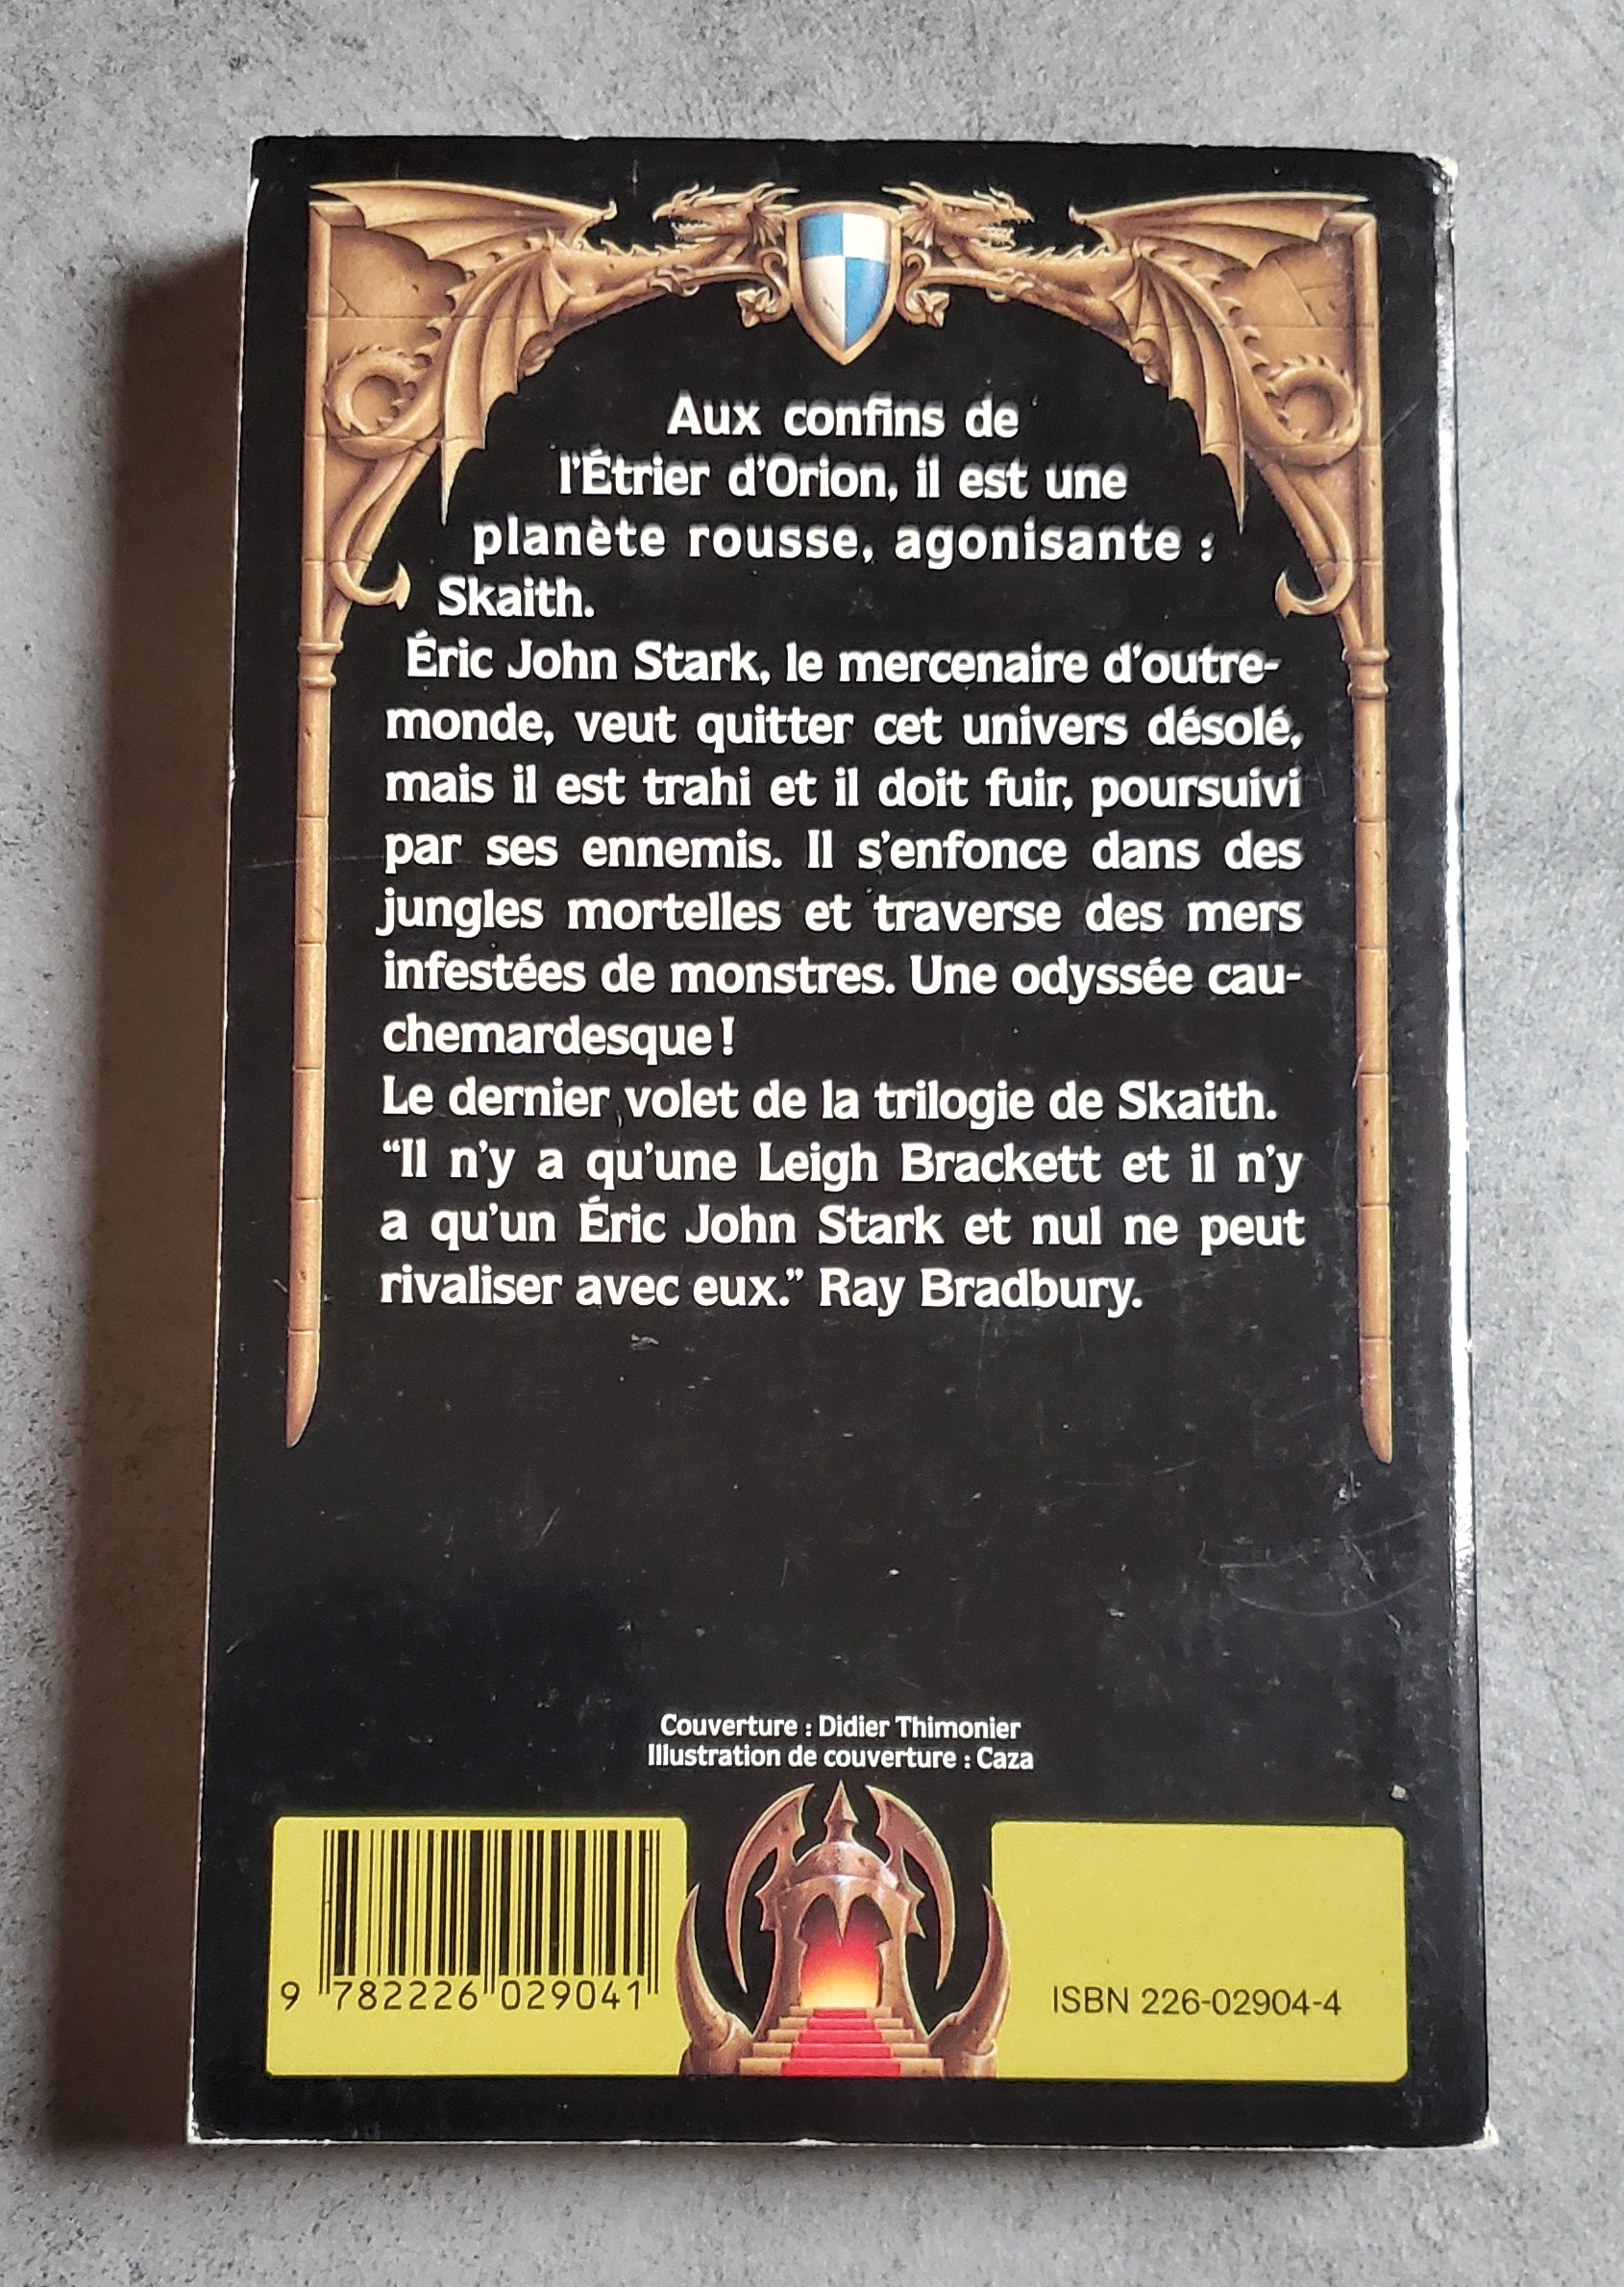 Aux confins de
l'Étrier d'Orion, il est une
planète rousse, agonisante :
Skaith.
Éric John Stark, le mercenaire d'outre-
monde, veut quitter cet univers désolé,
mais il est trahi et il doit fuir, poursuivi
par ses ennemis. Il s'enfonce dans des
jungles mortelles et traverse des mers
infestées de monstres. Une odyssée cau-
chemardesque !
Le dernier volet de la trilogie de Skaith.
“Il n'y a qu'une Leigh Brackett et il n'y
a qu'un Éric John Stark et nul ne peut
rivaliser avec eux.” Ray Bradbury.
Couverture : Didier Thimonier
Illustration de couverture : Caza
9 782226 029041
ISBN 226-02904-4